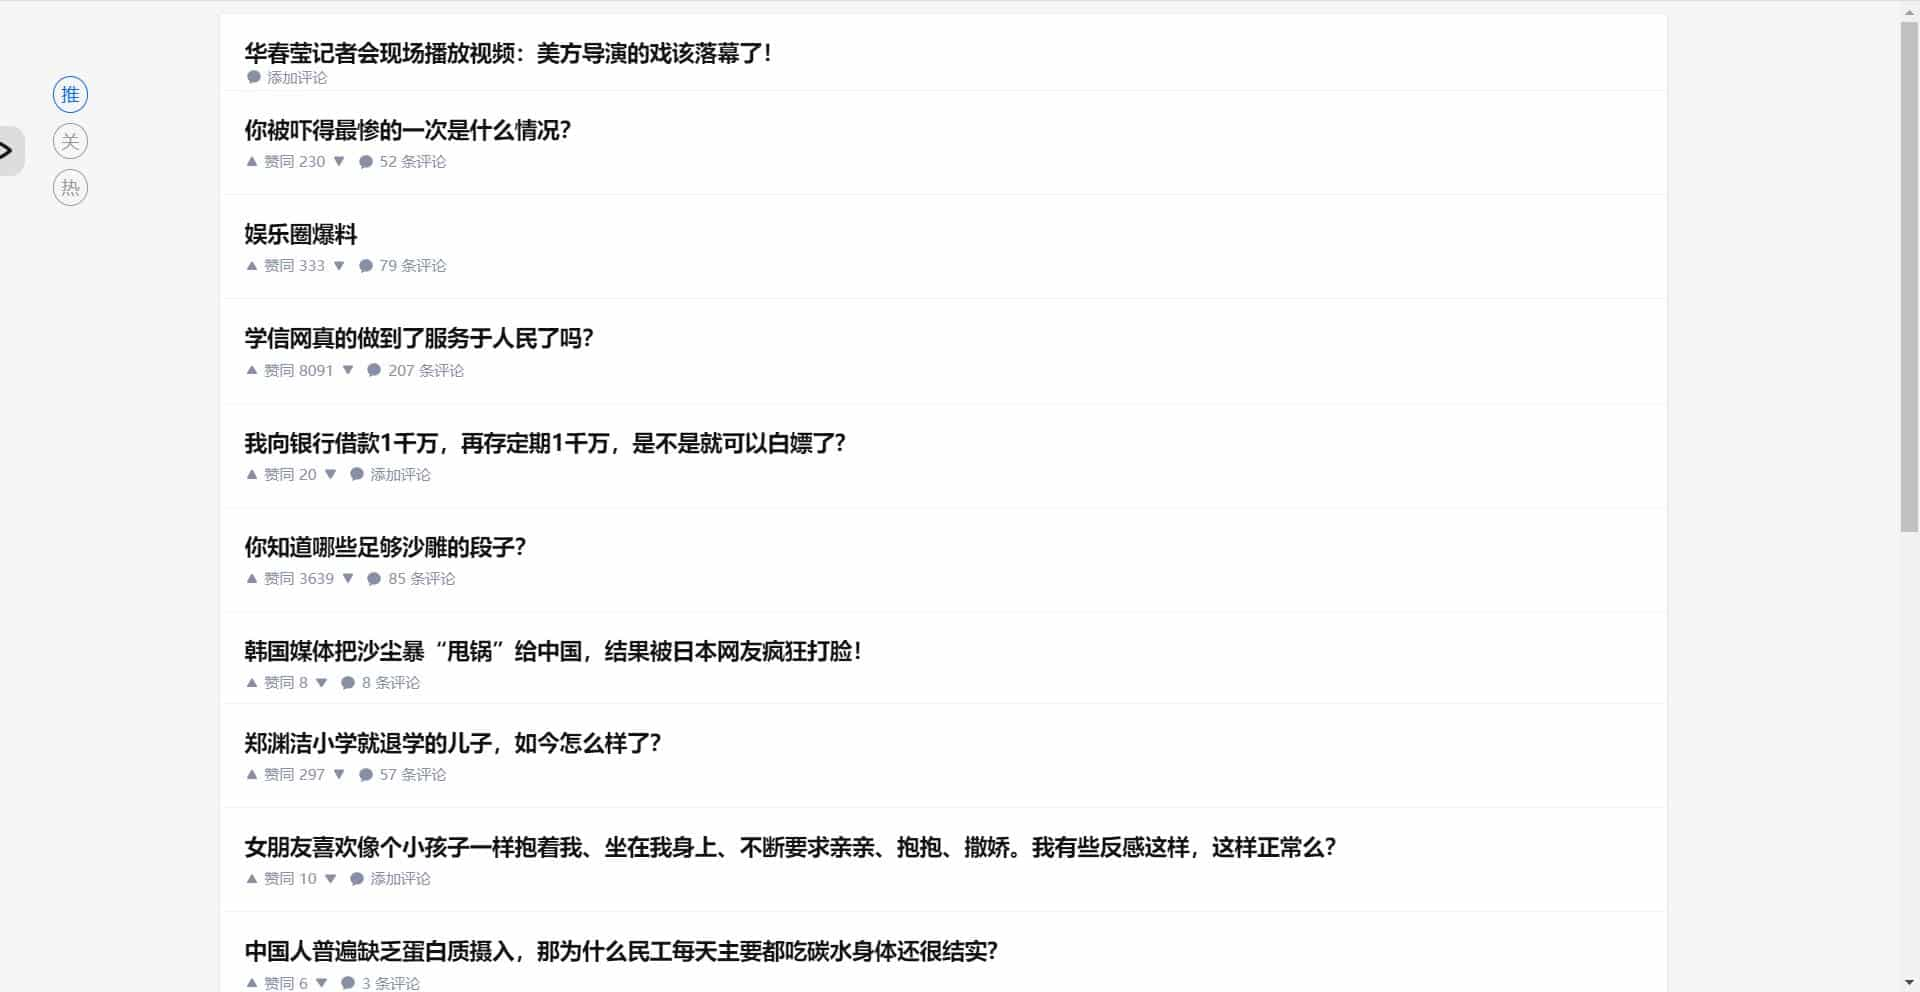 华春莹记者会现场播放视频：美方导演的戏该落幕了！
添加评论
推
关
热
你被吓得最惨的一次是什么情况？
▲ 赞同 230 ▼ 52 条评论
娱乐圈爆料
▲ 赞同 333 ▼ 79 条评论
学信网真的做到了服务于人民了吗？
▲ 赞同 8091 ▼ 207 条评论
我向银行借款1千万，再存定期1千万，是不是就可以白嫖了？
▲ 赞同 20 ▼ 添加评论
你知道哪些足够沙雕的段子？
▲ 赞同 3639 ▼ 85 条评论
韩国媒体把沙尘暴“甩锅”给中国，结果被日本网友疯狂打脸！
▲ 赞同 8 ▼ 8 条评论
郑渊洁小学就退学的儿子，如今怎么样了？
▲ 赞同 297 ▼ 57 条评论
女朋友喜欢像个小孩子一样抱着我、坐在我身上、不断要求亲亲、抱抱、撒娇。我有些反感这样，这样正常么？
▲ 赞同 10 ▼ 添加评论
中国人普遍缺乏蛋白质摄入，那为什么民工每天主要都吃碳水身体还很结实？
▲ 赞同 6 ▼ 3 条评论